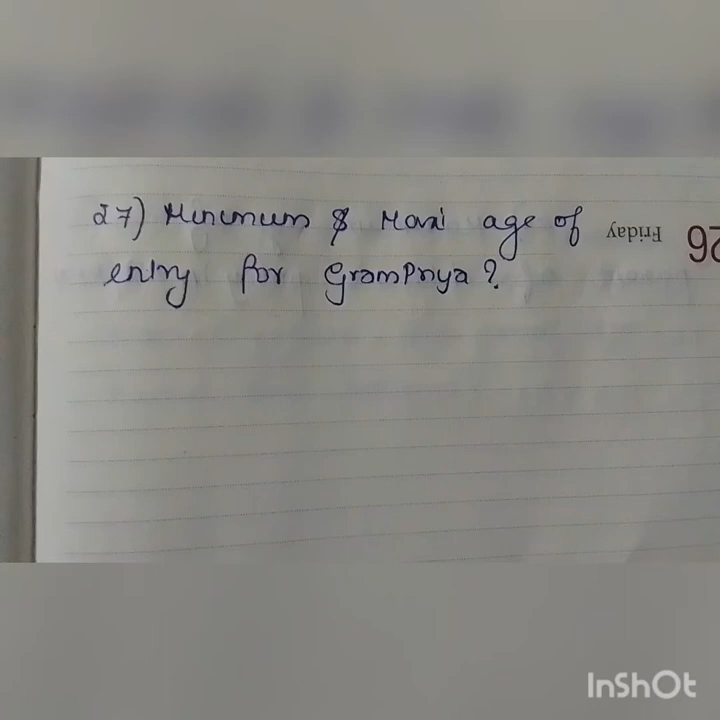 27) Minimum & Maxi age of
entry for GramPriya?
Friday
26
InShOt